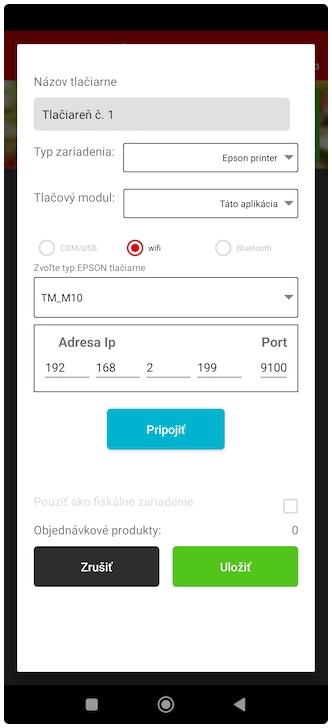 3
Názov tlačiarne
Tlačiareň č. 1
Typ zariadenia:
Epson printer
Tlačový modul:
Táto aplikácia
COM/USB
wifi
Bluetooth
Zvoľte typ EPSON tlačiarne
TM_M10
Adresa Ip Port
192 168 2 199 9100
Pripojiť
Použiť ako fiškálne zariadenie
Objednávkové produkty: 0
Zrušiť Uložiť